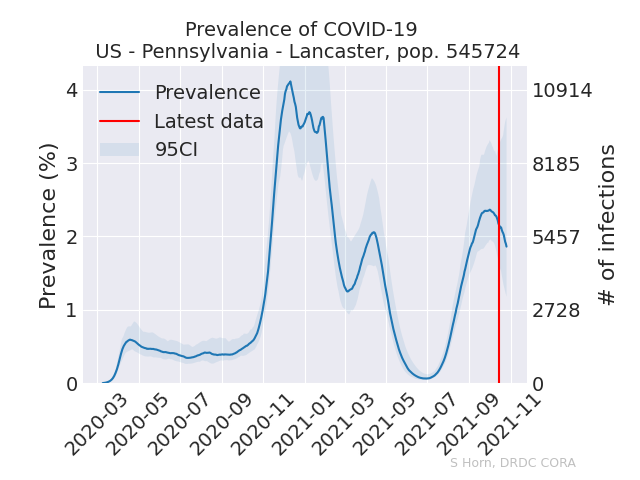 Prevalence of COVID-19
US - Pennsylvania - Lancaster, pop. 545724
Prevalence
Latest data
95CI
Prevalence (%)
4
3
2
1
0
10914
8185
5457
2728
0
# of infections
2020-03
2020-05
2020-07
2020-09
2020-11
2021-01
2021-03
2021-05
2021-07
2021-09
2021-11
S Horn, DRDC CORA